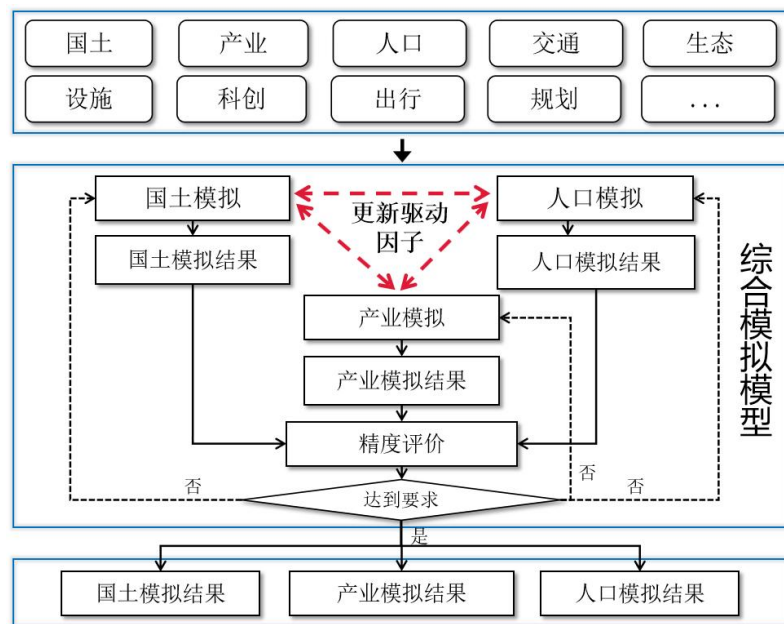 国土
产业
人口
交通
生态
设施
科创
出行
规划
...
国土模拟
更新驱动
因子
人口模拟
国土模拟结果
人口模拟结果
产业模拟
产业模拟结果
精度评价
达到要求
否
否
否
是
综合模拟模型
国土模拟结果
产业模拟结果
人口模拟结果